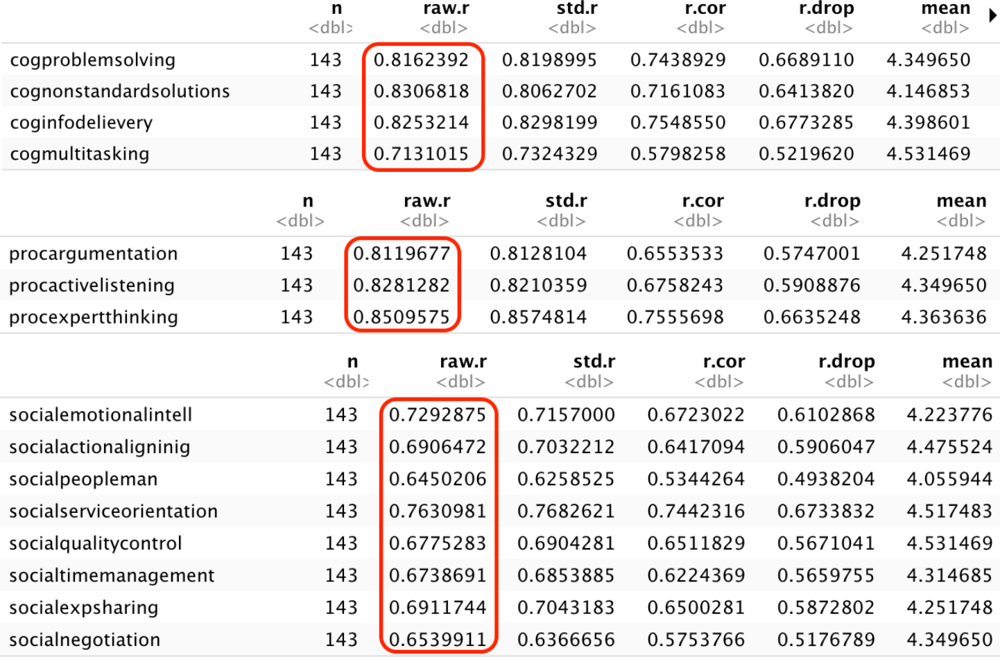 n raw.r std.r r.cor r.drop mean
<dbl> <dbl> <dbl> <dbl> <dbl> <dbl>
cogproblemsolving 143 0.8162392 0.8198995 0.7438929 0.6689110 4.349650
cognonstandardsolutions 143 0.8306818 0.8062702 0.7161083 0.6413820 4.146853
coginfodelievery 143 0.8253214 0.8298199 0.7548550 0.6773285 4.398601
cogmultitasking 143 0.7131015 0.7324329 0.5798258 0.5219620 4.531469
n raw.r std.r r.cor r.drop mean
<dbl> <dbl> <dbl> <dbl> <dbl> <dbl>
procargumentation 143 0.8119677 0.8128104 0.6553533 0.5747001 4.251748
procactivelistening 143 0.8281282 0.8210359 0.6758243 0.5908876 4.349650
procexpertthinking 143 0.8509575 0.8574814 0.7555698 0.6635248 4.363636
n raw.r std.r r.cor r.drop mean
<dbl> <dbl> <dbl> <dbl> <dbl> <dbl>
socialemotionalintell 143 0.7292875 0.7157000 0.6723022 0.6102868 4.223776
socialactionaligninig 143 0.6906472 0.7032212 0.6417094 0.5906047 4.475524
socialpeopleman 143 0.6450206 0.6258525 0.5344264 0.4938204 4.055944
socialserviceorientation 143 0.7630981 0.7682621 0.7442316 0.6733832 4.517483
socialqualitycontrol 143 0.6775283 0.6904281 0.6511829 0.5671041 4.531469
socialtimemanagement 143 0.6738691 0.6853885 0.6224369 0.5659755 4.314685
socialexpsharing 143 0.6911744 0.7043183 0.6500281 0.5872802 4.251748
socialnegotiation 143 0.6539911 0.6366656 0.5753766 0.5176789 4.349650